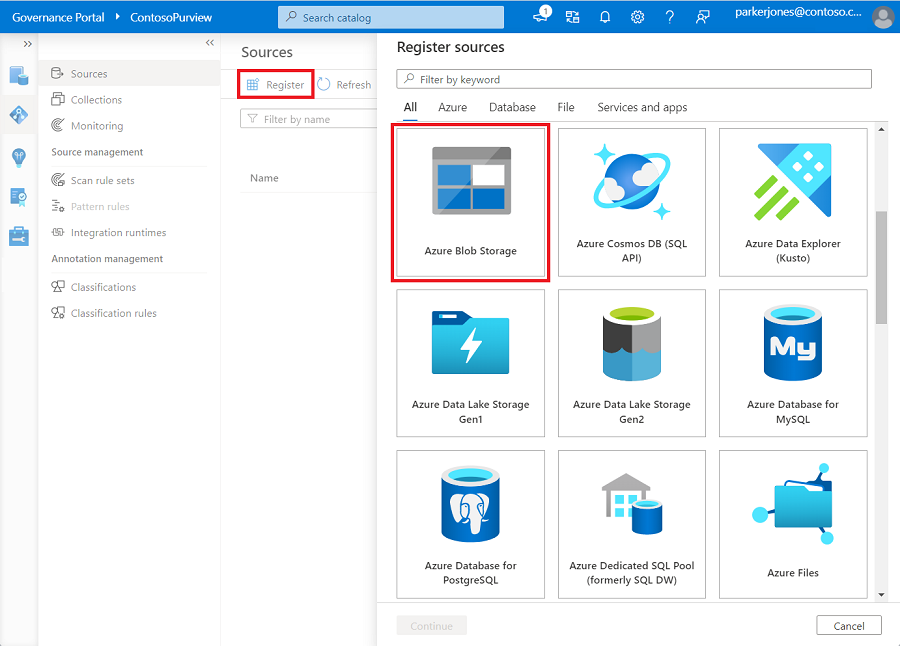 Governance Portal ContosoPurview
Search catalog
1
parkerjones@contoso.c...
Sources
Collections
Monitoring
Source management
Scan rule sets
Pattern rules
Integration runtimes
Annotation management
Classifications
Classification rules
Sources
Register Refresh
Filter by name
Name
Register sources
Filter by keyword
All Azure Database File Services and apps
Azure Blob Storage
Azure Cosmos DB (SQL
API)
Azure Data Explorer
(Kusto)
Azure Data Lake Storage
Gen1
Azure Data Lake Storage
Gen2
My
Azure Database for
MySQL
Azure Database for
PostgreSQL
Azure Dedicated SQL Pool
(formerly SQL DW)
Azure Files
Continue Cancel